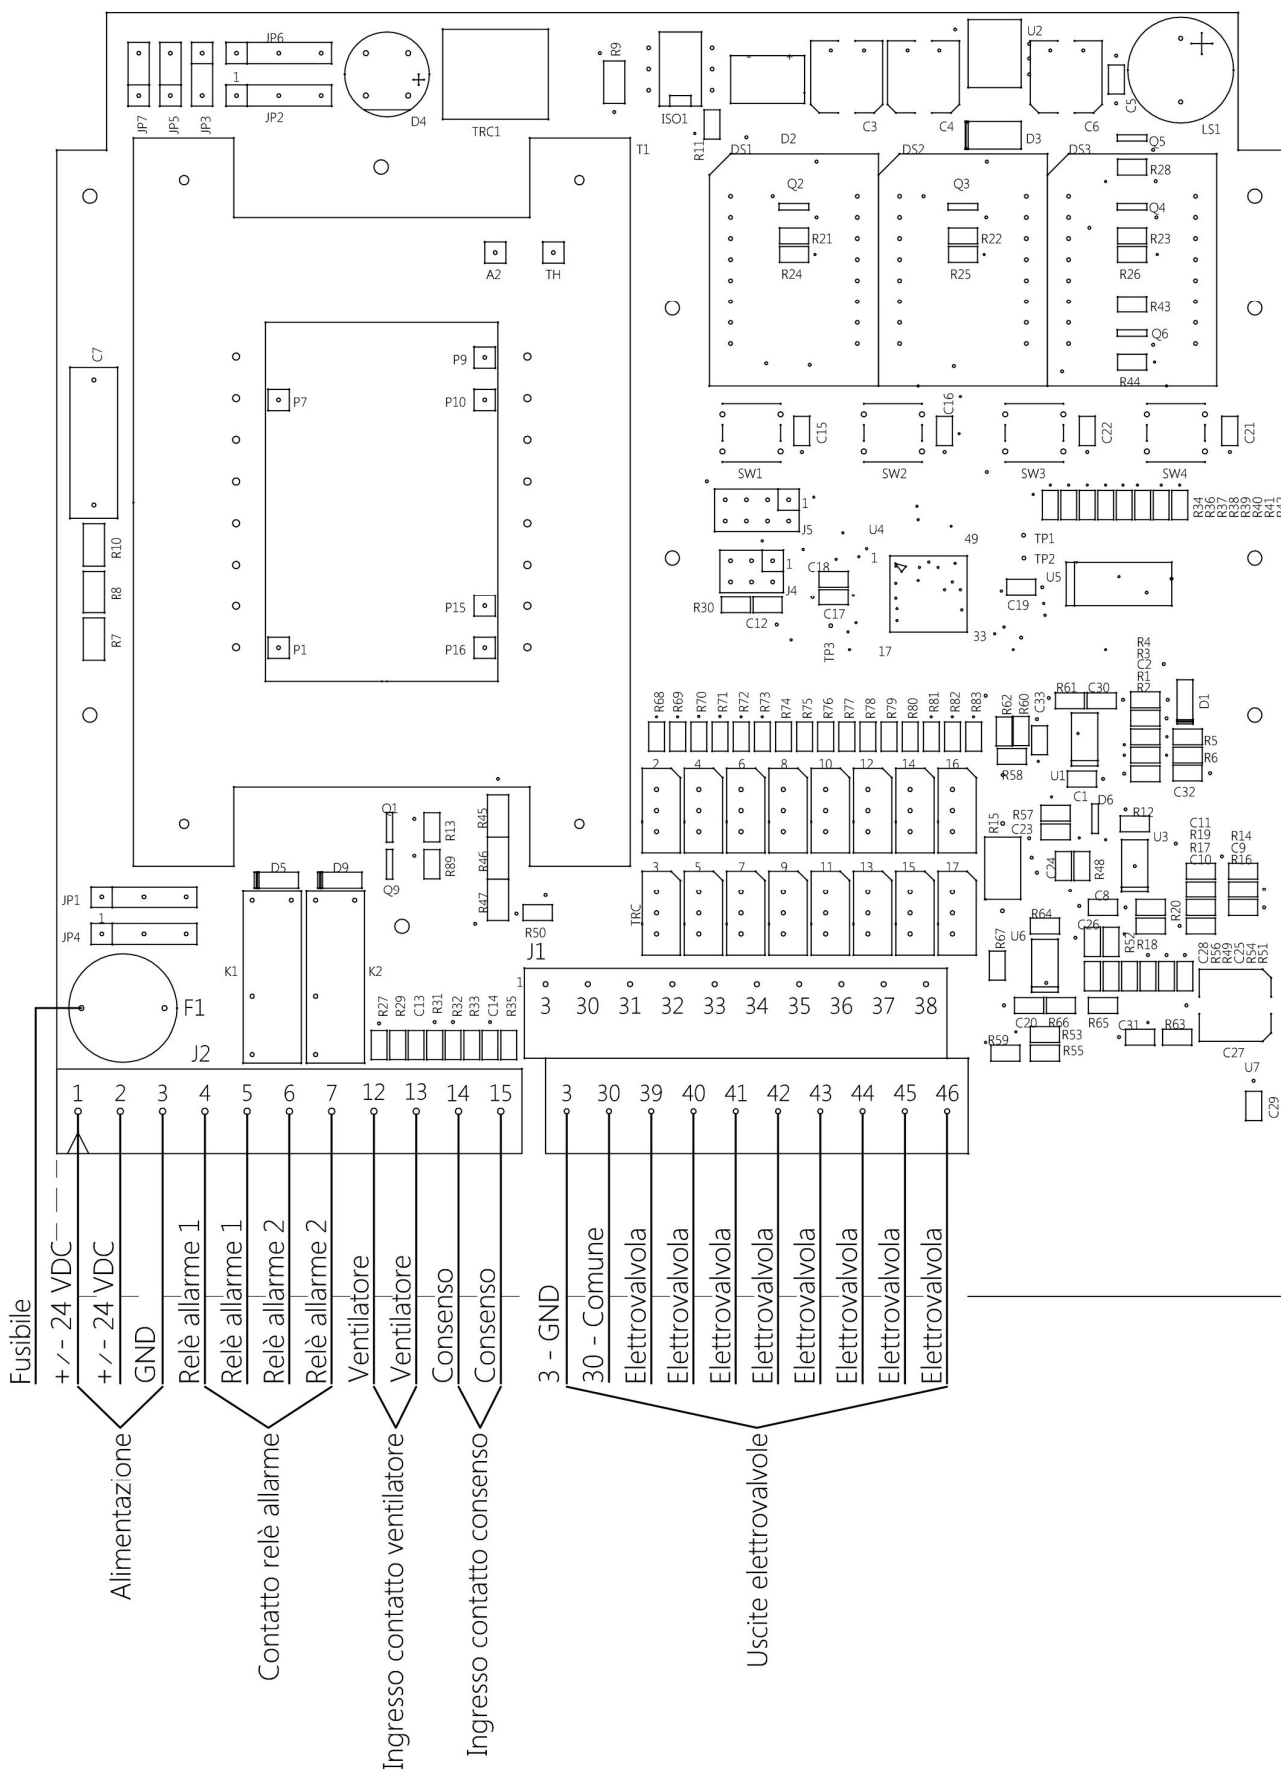 JP6
U2
R9
1
C5
JP7
JP5
JP3
JP2
D4
TRC1
ISO1
- +
C3
C4
C6
LS1
R11
D2
D3
Q5
T1
DS1
DS2
DS3
R28
Q2
Q3
Q4
R21
R22
R23
A2
TH
R24
R25
R26
R43
Q6
R44
C7
P9
P7
P10
C15
C16
C22
C21
SW1
SW2
SW3
SW4
1
J5
R34
R36
R37
R38
R39
R40
R41
R42
U4
49
TP1
TP2
1
1
C18
U5
R10
J4
R8
R30
C12
C17
C19
P15
R7
P1
P16
TP3
17
33
R4
R3
C2
R1
R2
R61
C30
D1
R68
R69
R70
R71
R72
R73
R74
R75
R76
R77
R78
R79
R80
R81
R82
R83
R62
R60
C33
R5
R6
R58
U1
C32
2
4
6
8
10
12
14
16
C1
D6
R57
C23
R12
U3
Q1
R13
R45
R15
C11
R19
R17
C10
R14
C9
R16
Q9
R89
R46
R47
C24
R48
D5
D9
3
5
7
9
11
13
15
17
TRC
JP1
1
JP4
R50
C8
R20
R64
C26
R52
R18
U6
R67
J1
K1
K2
C28
R56
R49
C25
R54
R51
F1
1
3 30 31 32 33 34 35 36 37 38
R27
R29
C13
R31
R32
R33
C14
R35
C20
R66
R65
C31
R63
R53
R59
R55
C27
J2
U7
C29
1 2 3 4 5 6 7 12 13 14 15
3 30 39 40 41 42 43 44 45 46
Fusibile
+/- 24 VDC
+/- 24 VDC
GND
Relè allarme 1
Relè allarme 1
Relè allarme 2
Relè allarme 2
Ventilatore
Ventilatore
Consenso
Consenso
3 - GND
30 - Comune
Elettrovalvola
Elettrovalvola
Elettrovalvola
Elettrovalvola
Elettrovalvola
Elettrovalvola
Elettrovalvola
Elettrovalvola
Alimentazione
Contatto relè allarme
Ingresso contatto ventilatore
Ingresso contatto consenso
Uscite elettrovalvole